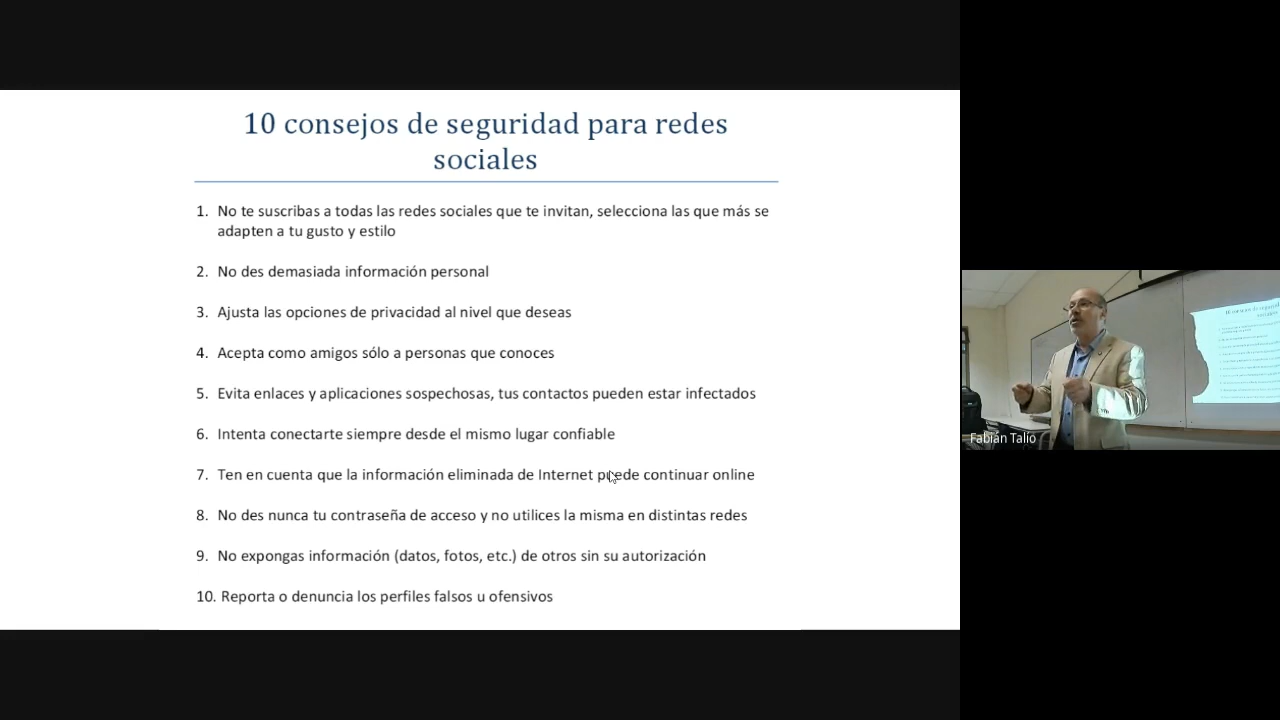 10 consejos de seguridad para redes
sociales
1. No te suscribas a todas las redes sociales que te invitan, selecciona las que más se
adapten a tu gusto y estilo
2. No des demasiada información personal
3. Ajusta las opciones de privacidad al nivel que deseas
4. Acepta como amigos sólo a personas que conoces
5. Evita enlaces y aplicaciones sospechosas, tus contactos pueden estar infectados
6. Intenta conectarte siempre desde el mismo lugar confiable
7. Ten en cuenta que la información eliminada de Internet puede continuar online
8. No des nunca tu contraseña de acceso y no utilices la misma en distintas redes
9. No expongas información (datos, fotos, etc.) de otros sin su autorización
10. Reporta o denuncia los perfiles falsos u ofensivos
Fabián Talio